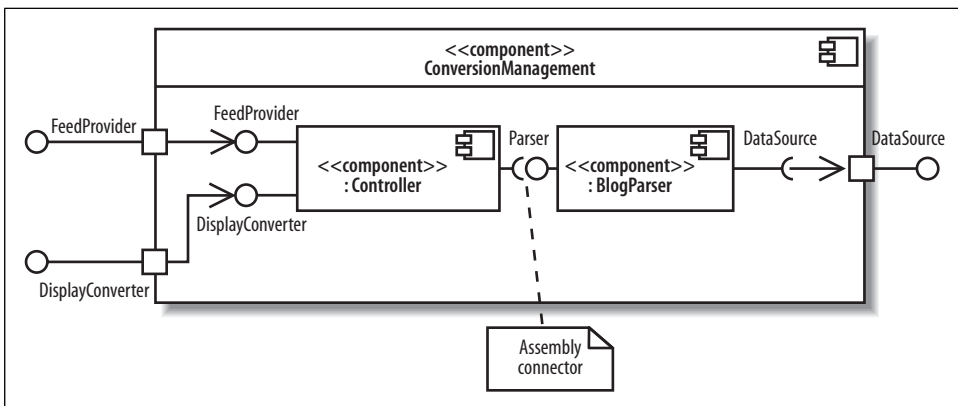 <<component>>
ConversionManagement
FeedProvider
FeedProvider
Parser
DataSource
DataSource
<<component>>
: Controller
<<component>>
: BlogParser
DisplayConverter
DisplayConverter
Assembly
connector